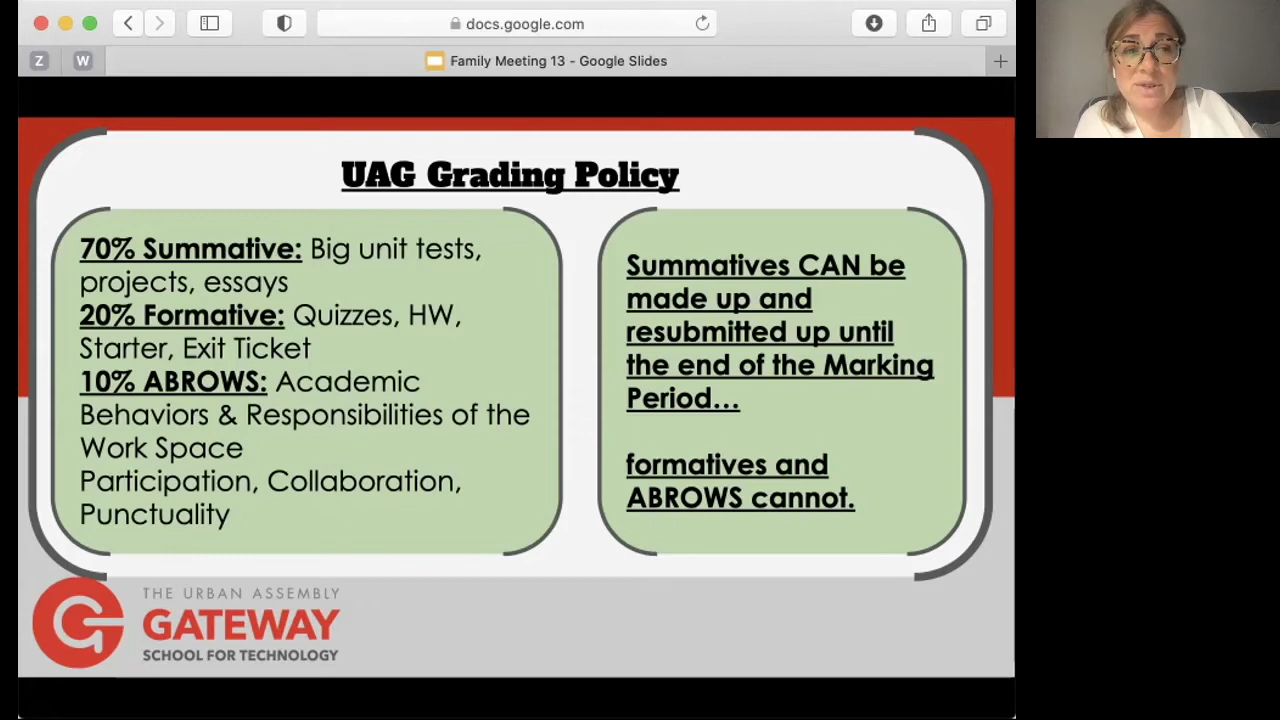 docs.google.com
Z
W
Family Meeting 13 - Google Slides
UAG Grading Policy
70% Summative: Big unit tests,
projects, essays
20% Formative: Quizzes, HW,
Starter, Exit Ticket
10% ABROWS: Academic
Behaviors & Responsibilities of the
Work Space
Participation, Collaboration,
Punctuality
Summatives CAN be
made up and
resubmitted up until
the end of the Marking
Period...
formatives and
ABROWS cannot.
THE URBAN ASSEMBLY
GATEWAY
SCHOOL FOR TECHNOLOGY